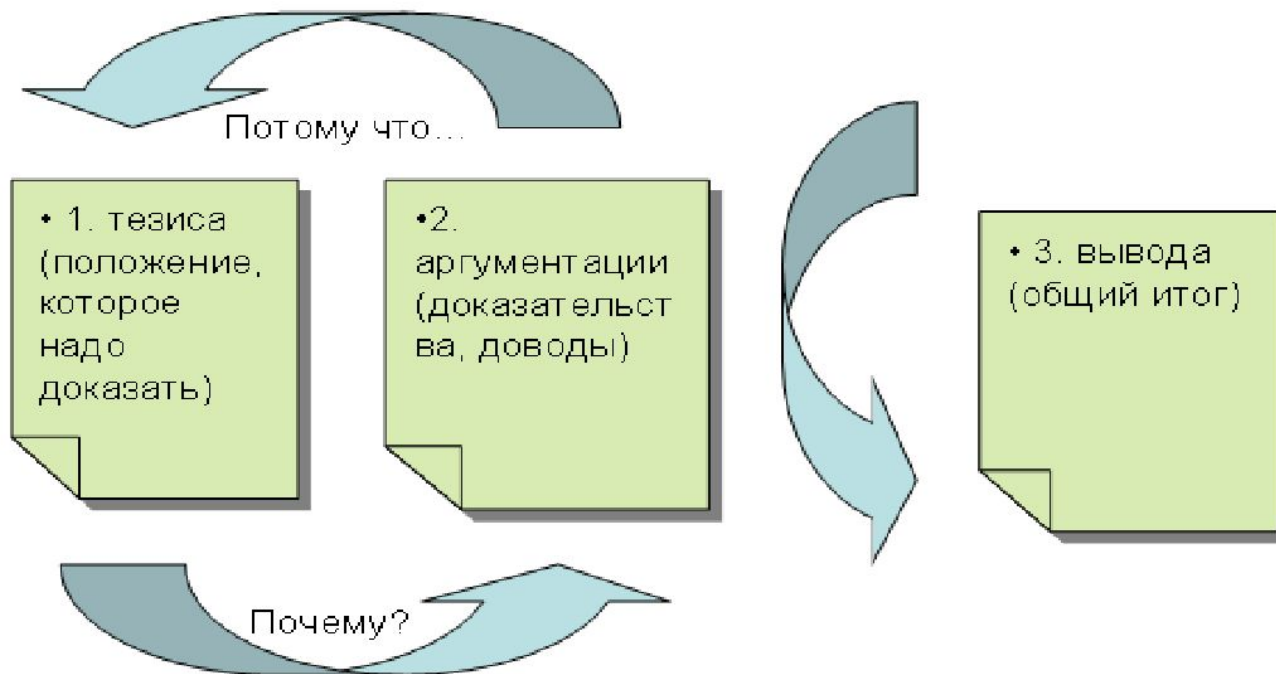 Потому что...
• 1. тезиса
(положение,
которое
надо
доказать)
•2.
аргументации
(доказательст
ва, доводы)
• 3. вывода
(общий итог)
Почему?